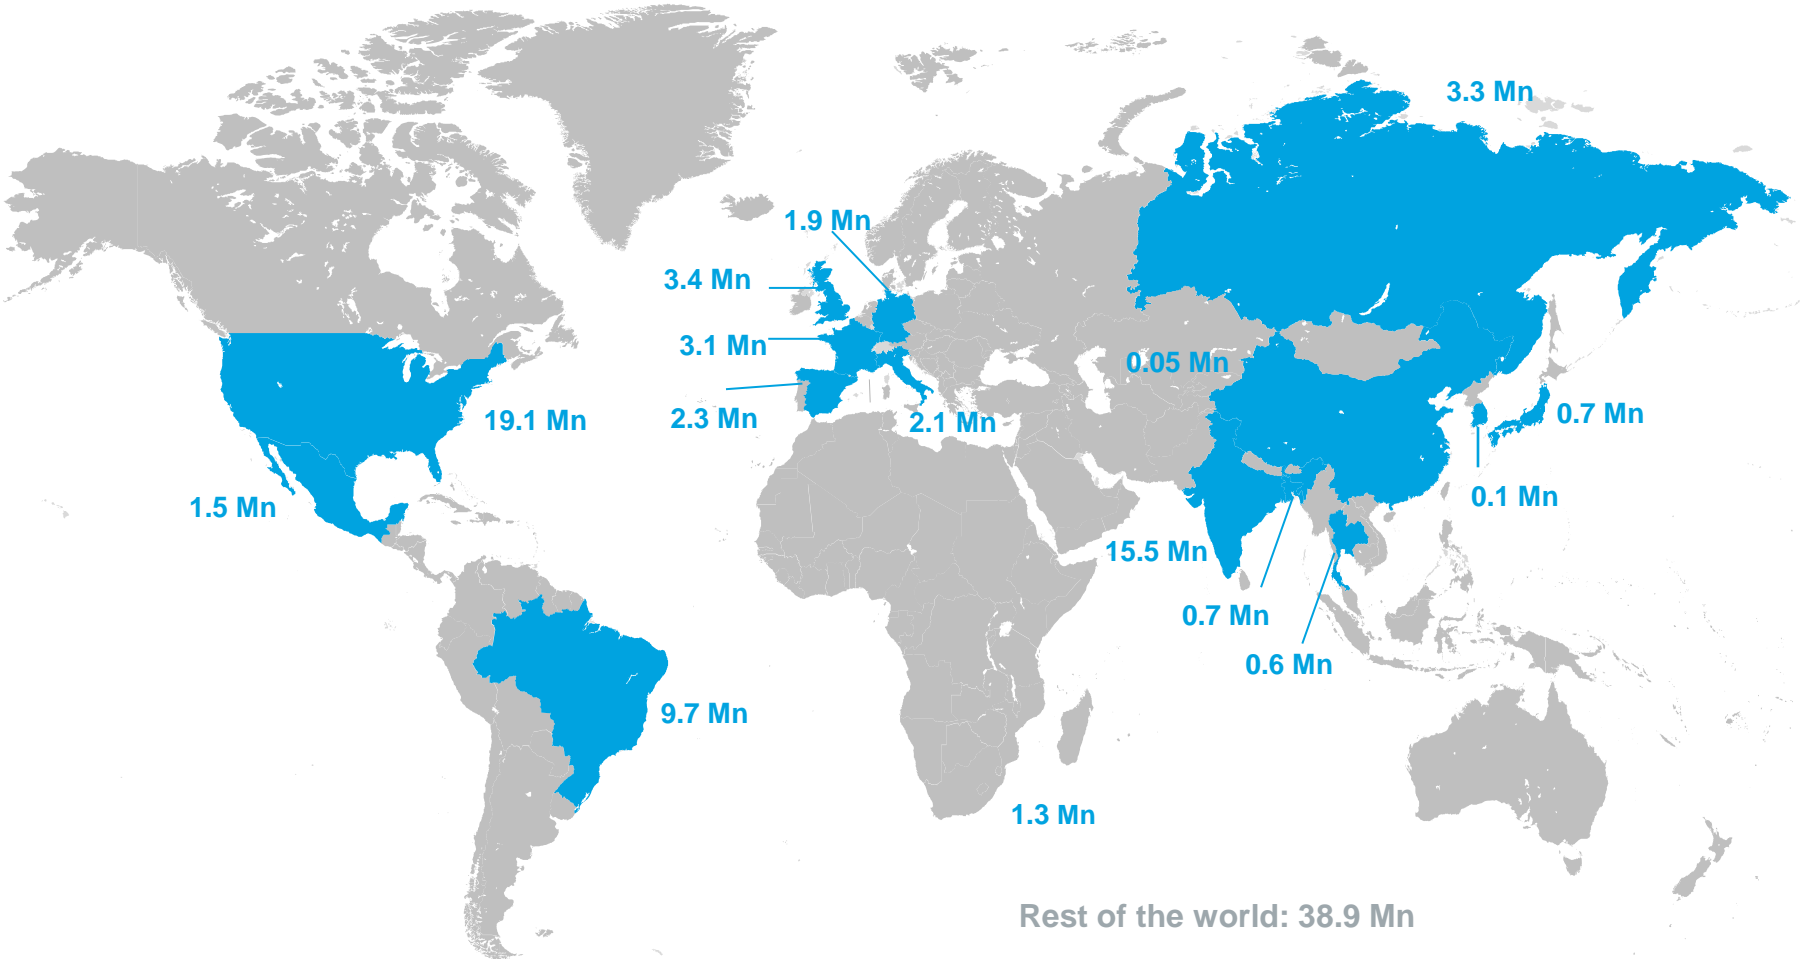 3.3 Mn
1.9 Mn
3.4 Mn
3.1 Mn
0.05 Mn
2.3 Mn
19.1 Mn
2.1 Mn
0.7 Mn
1.5 Mn
0.1 Mn
15.5 Mn
0.7 Mn
0.6 Mn
9.7 Mn
1.3 Mn
Rest of the world: 38.9 Mn